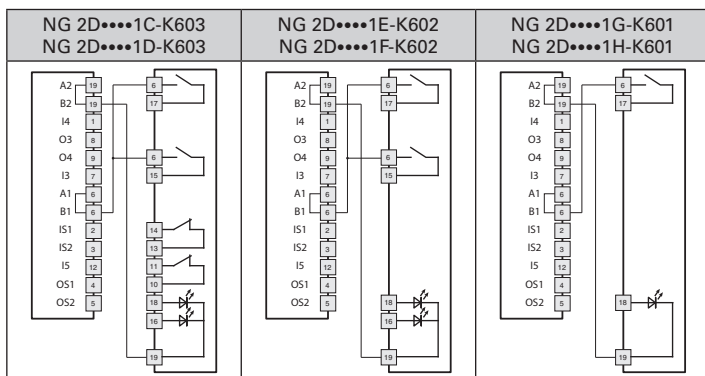 NG 2D••••1C-K603
NG 2D••••1D-K603
NG 2D••••1E-K602
NG 2D••••1F-K602
NG 2D••••1G-K601
NG 2D••••1H-K601
A2 19 6
B2 19 17
I4 1
O3 8
O4 9 6
I3 7 15
A1 6
B1 6
IS1 2 14
IS2 3 13
I5 12 11
OS1 4 10
OS2 5 18
16
19
A2 19 6
B2 19 17
I4 1
O3 8
O4 9 6
I3 7 15
A1 6
B1 6
IS1 2
IS2 3
I5 12
OS1 4
OS2 5 18
16
19
A2 19 6
B2 19 17
I4 1
O3 8
O4 9
I3 7
A1 6
B1 6
IS1 2
IS2 3
I5 12
OS1 4
OS2 5 18
19